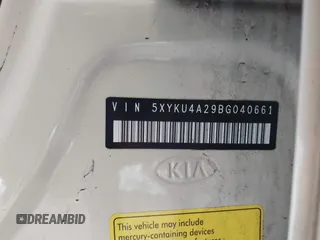 VIN 5XYKU4A29BG040661
KIA
This vehicle may include
mercury-containing devices
DREAMBID